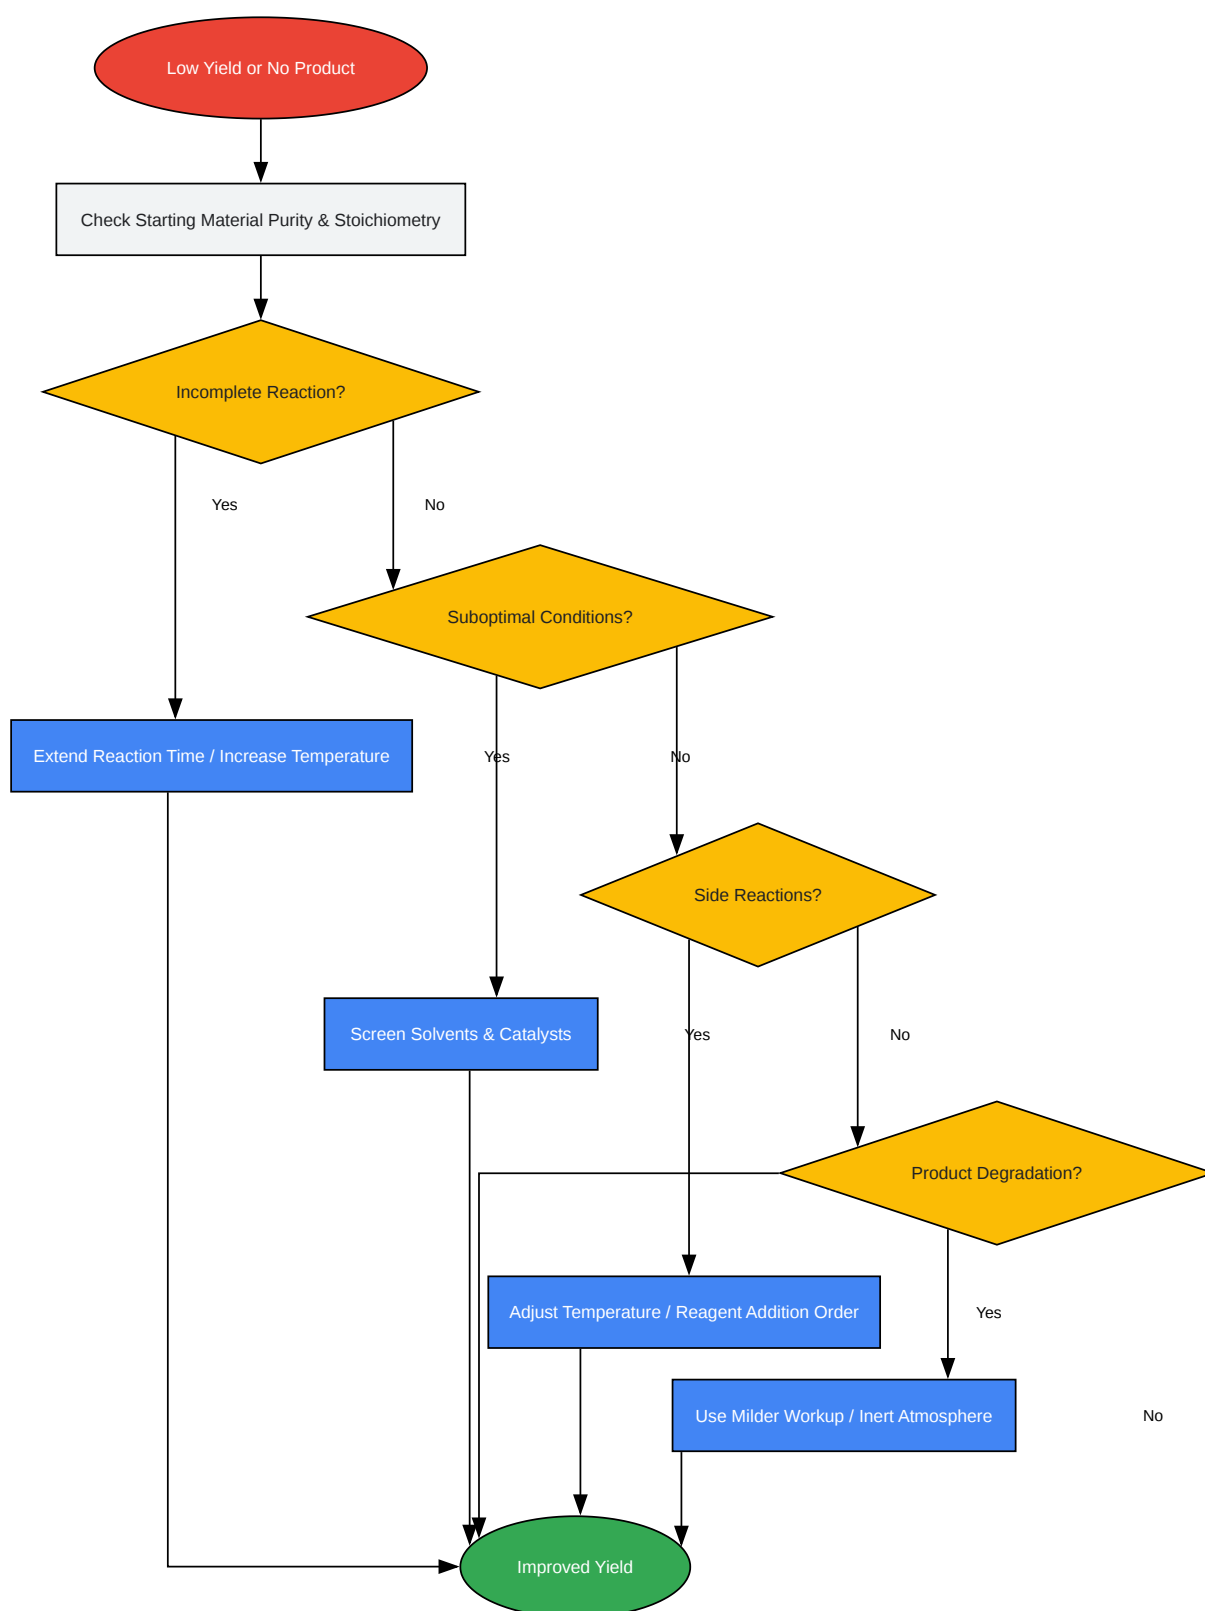 Low Yield or No Product
Check Starting Material Purity & Stoichiometry
Incomplete Reaction?
Yes
No
Suboptimal Conditions?
Extend Reaction Time / Increase Temperature
Yes
No
Side Reactions?
Screen Solvents & Catalysts
Yes
No
Product Degradation?
Adjust Temperature / Reagent Addition Order
Yes
Use Milder Workup / Inert Atmosphere
No
Improved Yield